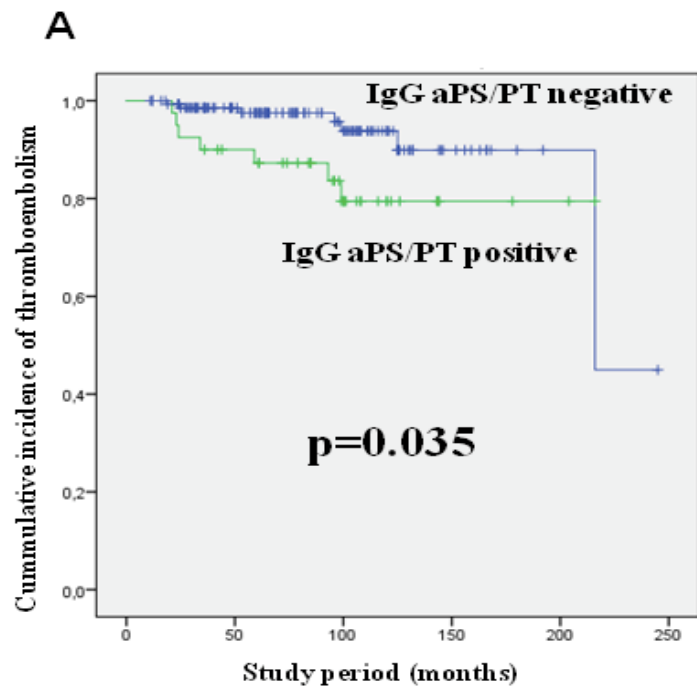 A
IgG aPS/PT negative
IgG aPS/PT positive
p=0.035
Cummulative incidence of thromboembolism
1,0
0,8
0,6
0,4
0,2
0,0
0 50 100 150 200 250
Study period (months)